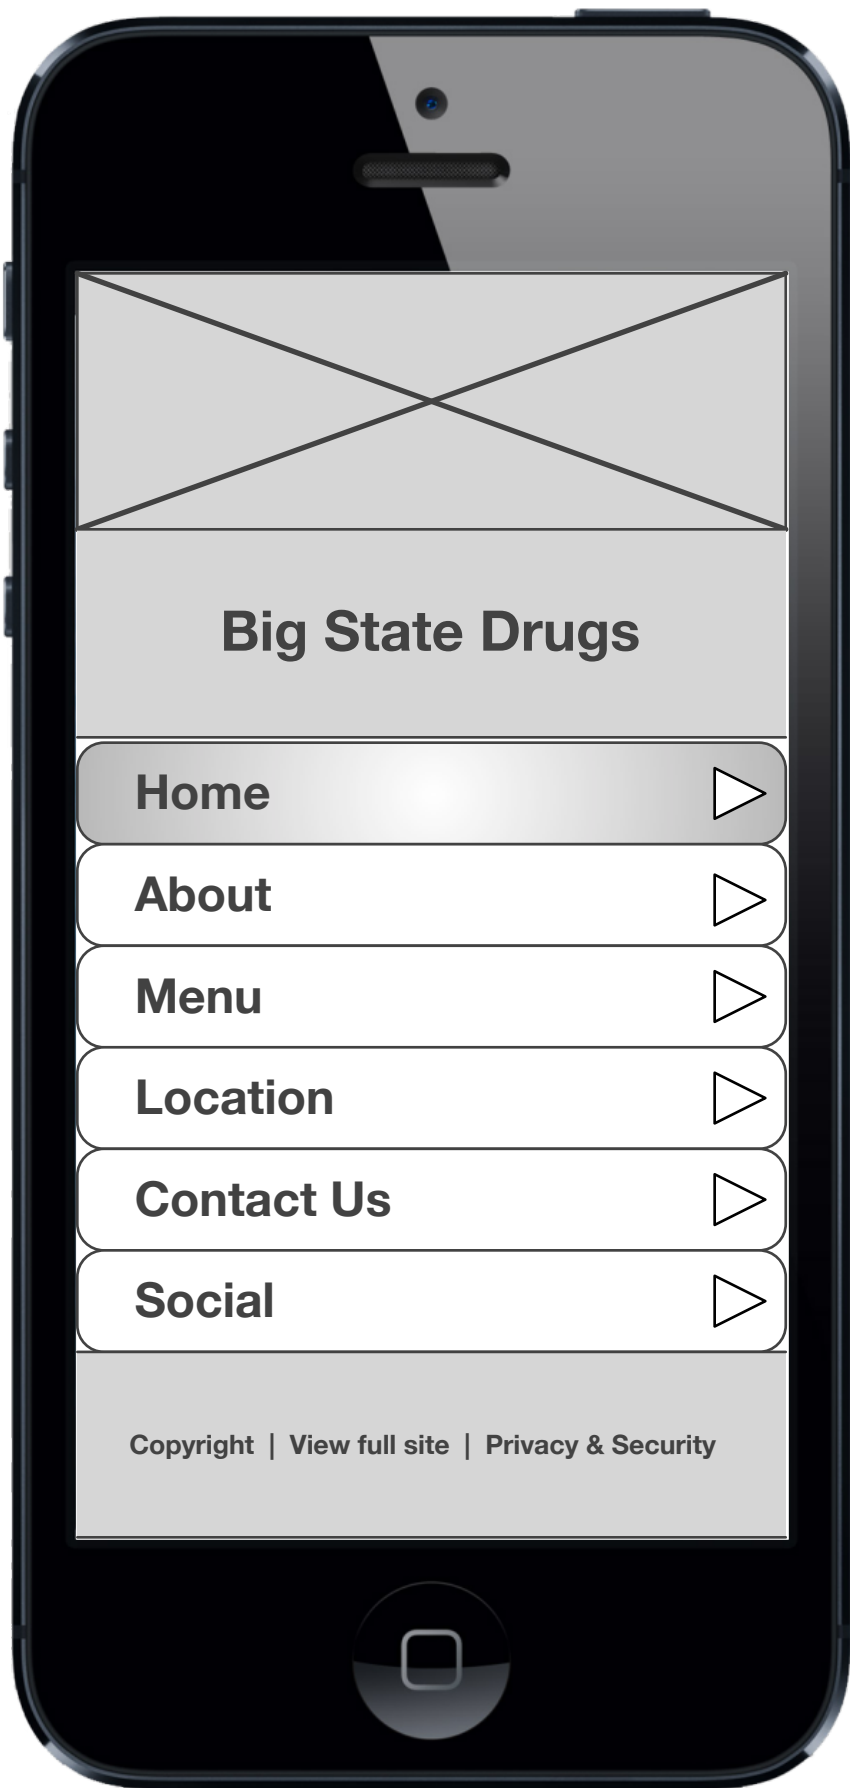 Big State Drugs
Home
About
Menu
Location
Contact Us
Social
Copyright | View full site | Privacy & Security